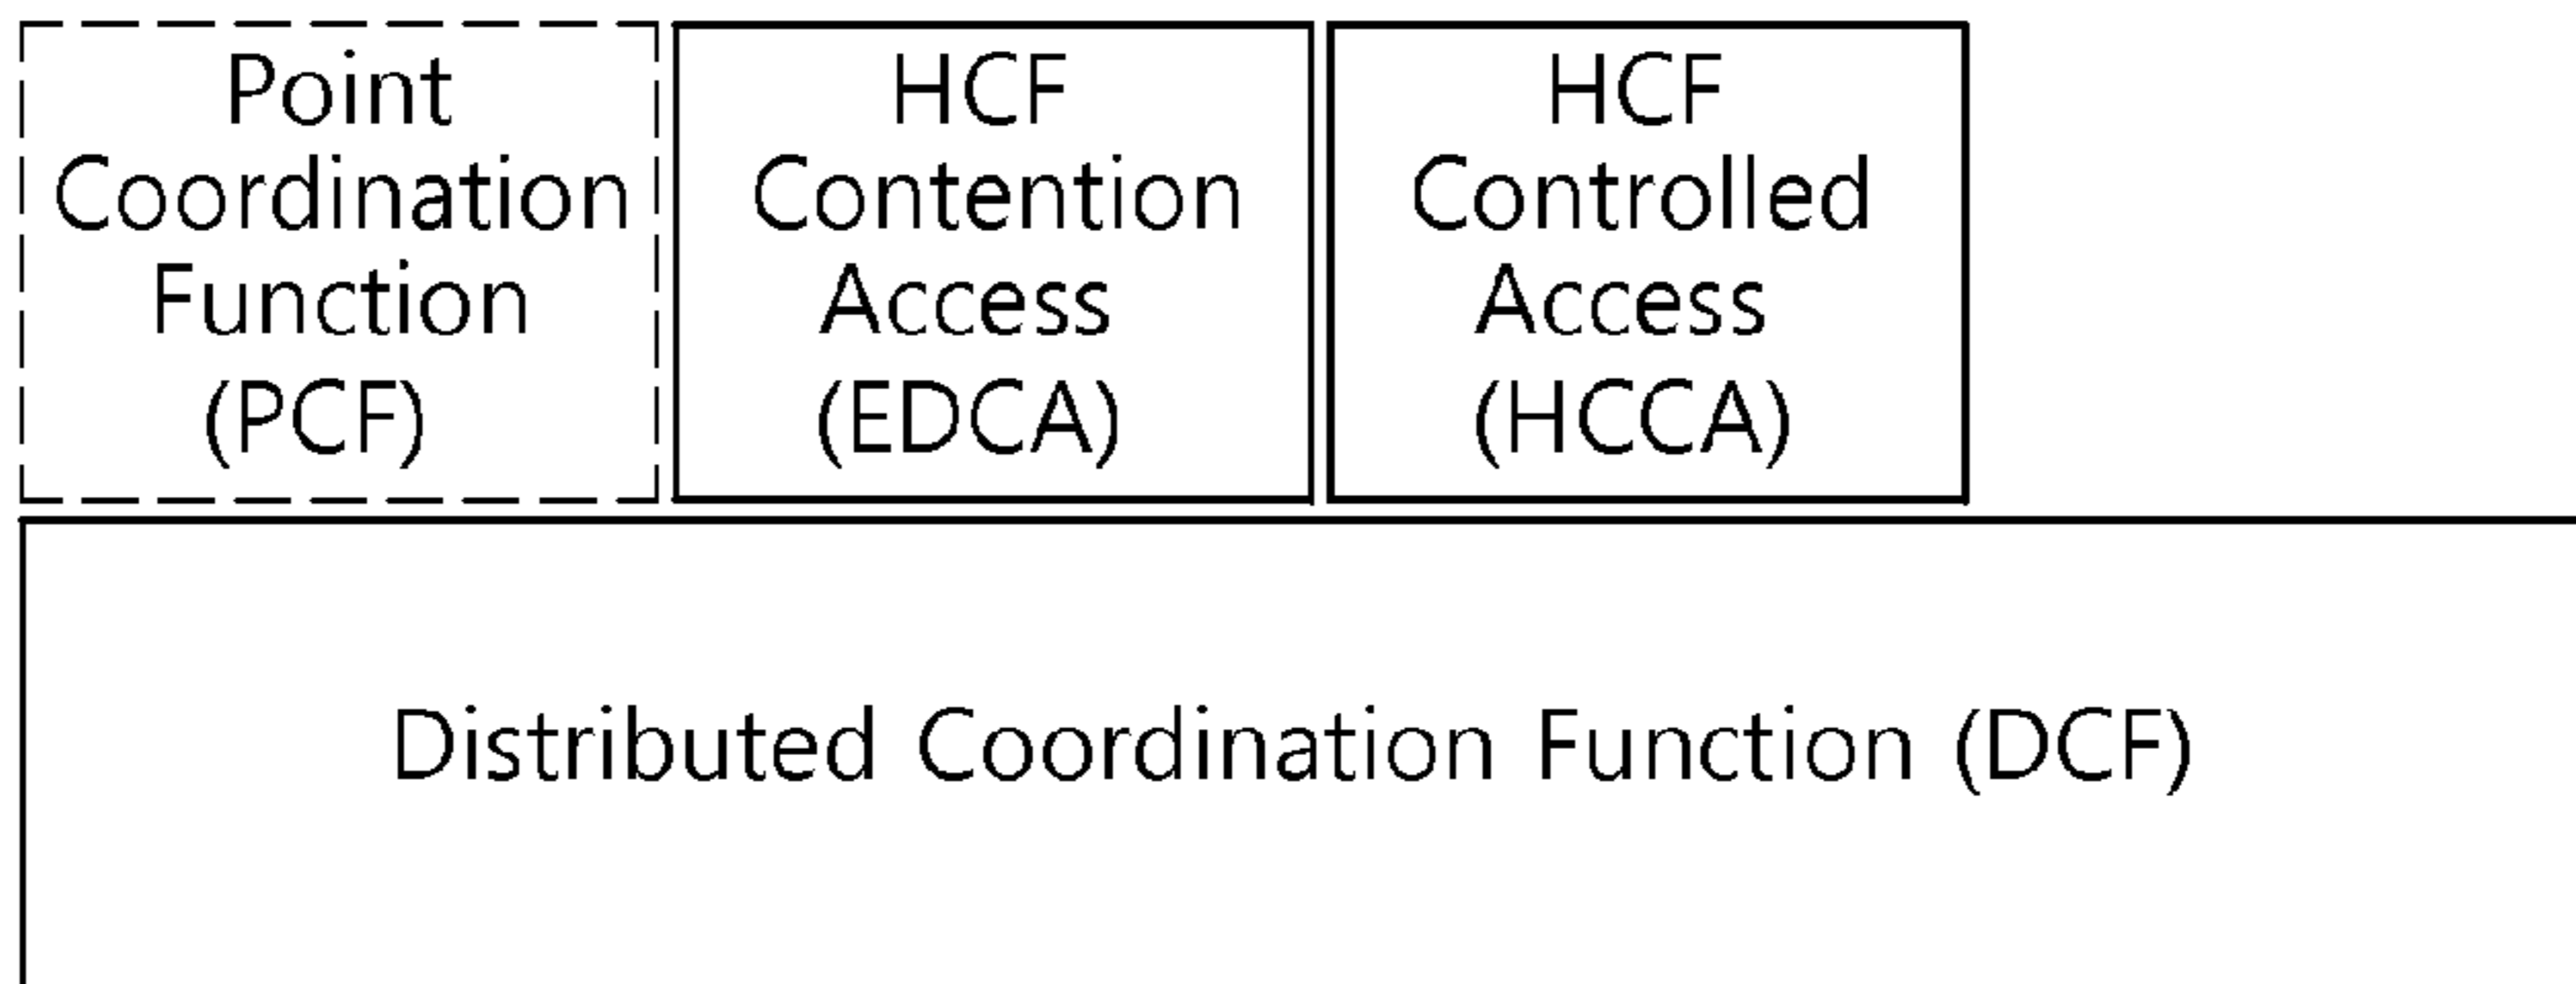 Point
Coordination
Function
(PCF)
HCF
Contention
Access
(EDCA)
HCF
Controlled
Access
(HCCA)
Distributed Coordination Function (DCF)